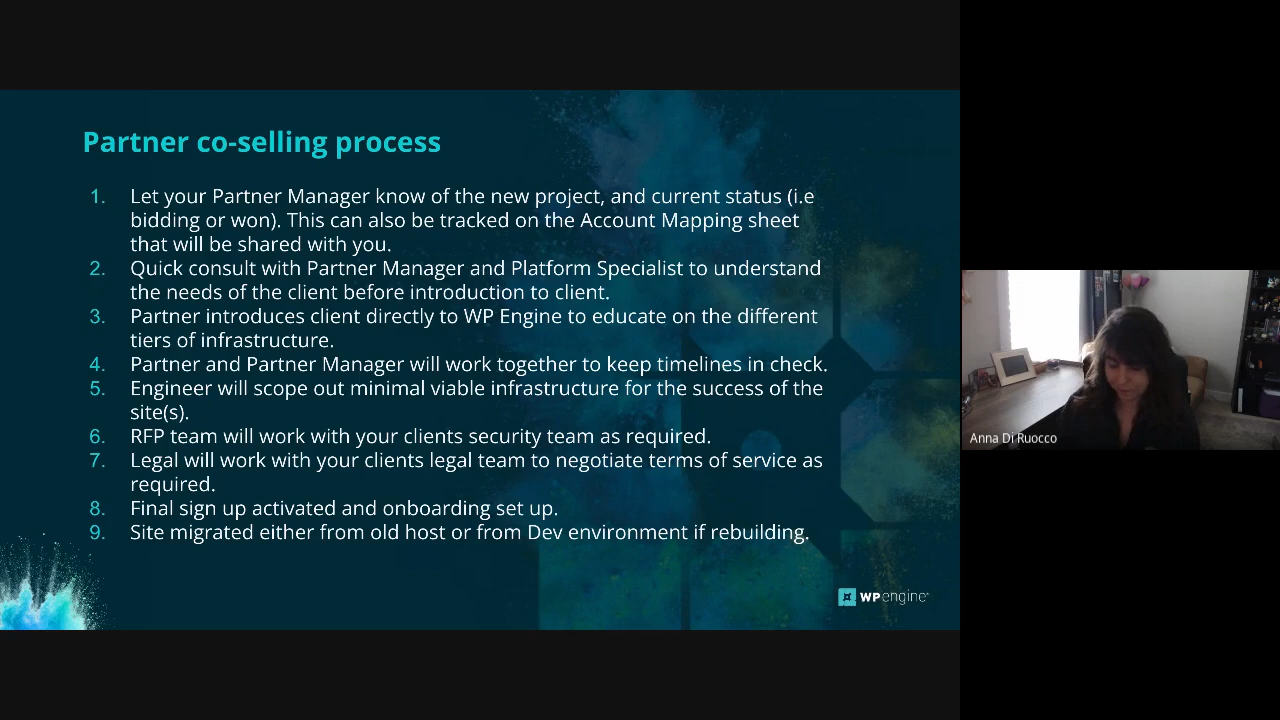 Partner co-selling process
1. Let your Partner Manager know of the new project, and current status (i.e
bidding or won). This can also be tracked on the Account Mapping sheet
that will be shared with you.
2. Quick consult with Partner Manager and Platform Specialist to understand
the needs of the client before introduction to client.
3. Partner introduces client directly to WP Engine to educate on the different
tiers of infrastructure.
4. Partner and Partner Manager will work together to keep timelines in check.
5. Engineer will scope out minimal viable infrastructure for the success of the
site(s).
6. RFP team will work with your clients security team as required.
7. Legal will work with your clients legal team to negotiate terms of service as
required.
8. Final sign up activated and onboarding set up.
9. Site migrated either from old host or from Dev environment if rebuilding.
WPengine®
Anna Di Ruocco